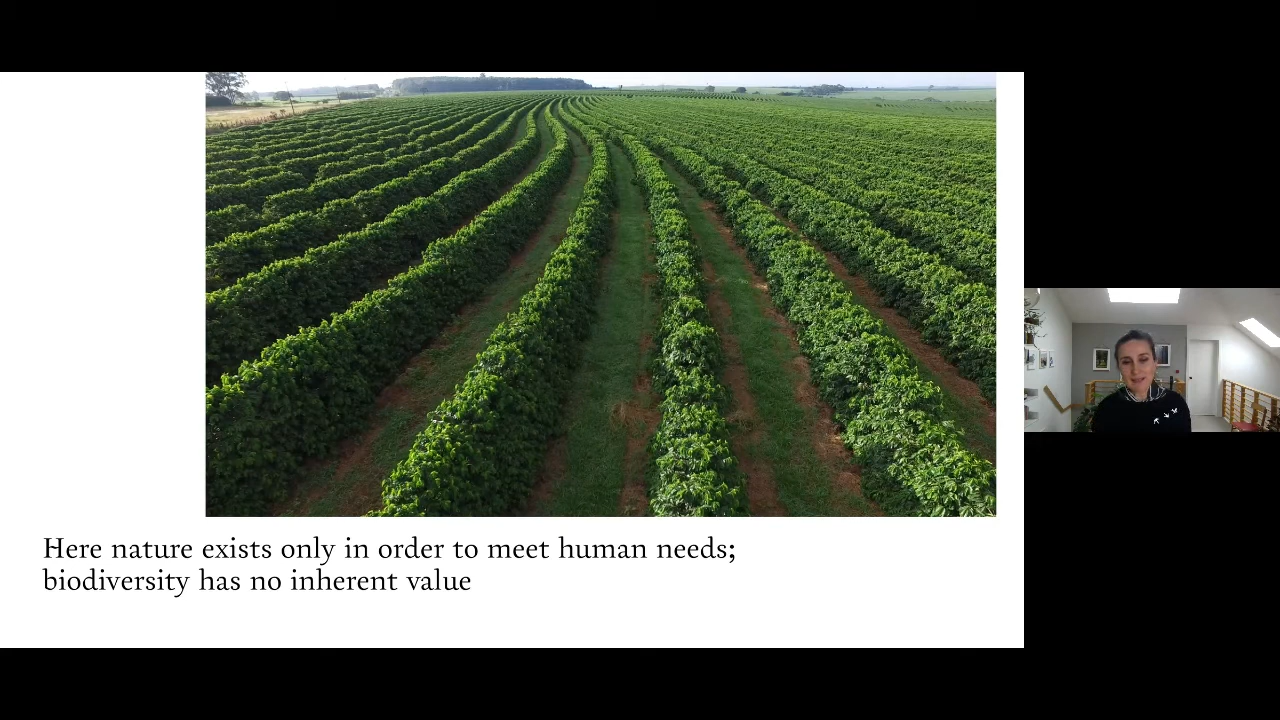 Here nature exists only in order to meet human needs;
biodiversity has no inherent value